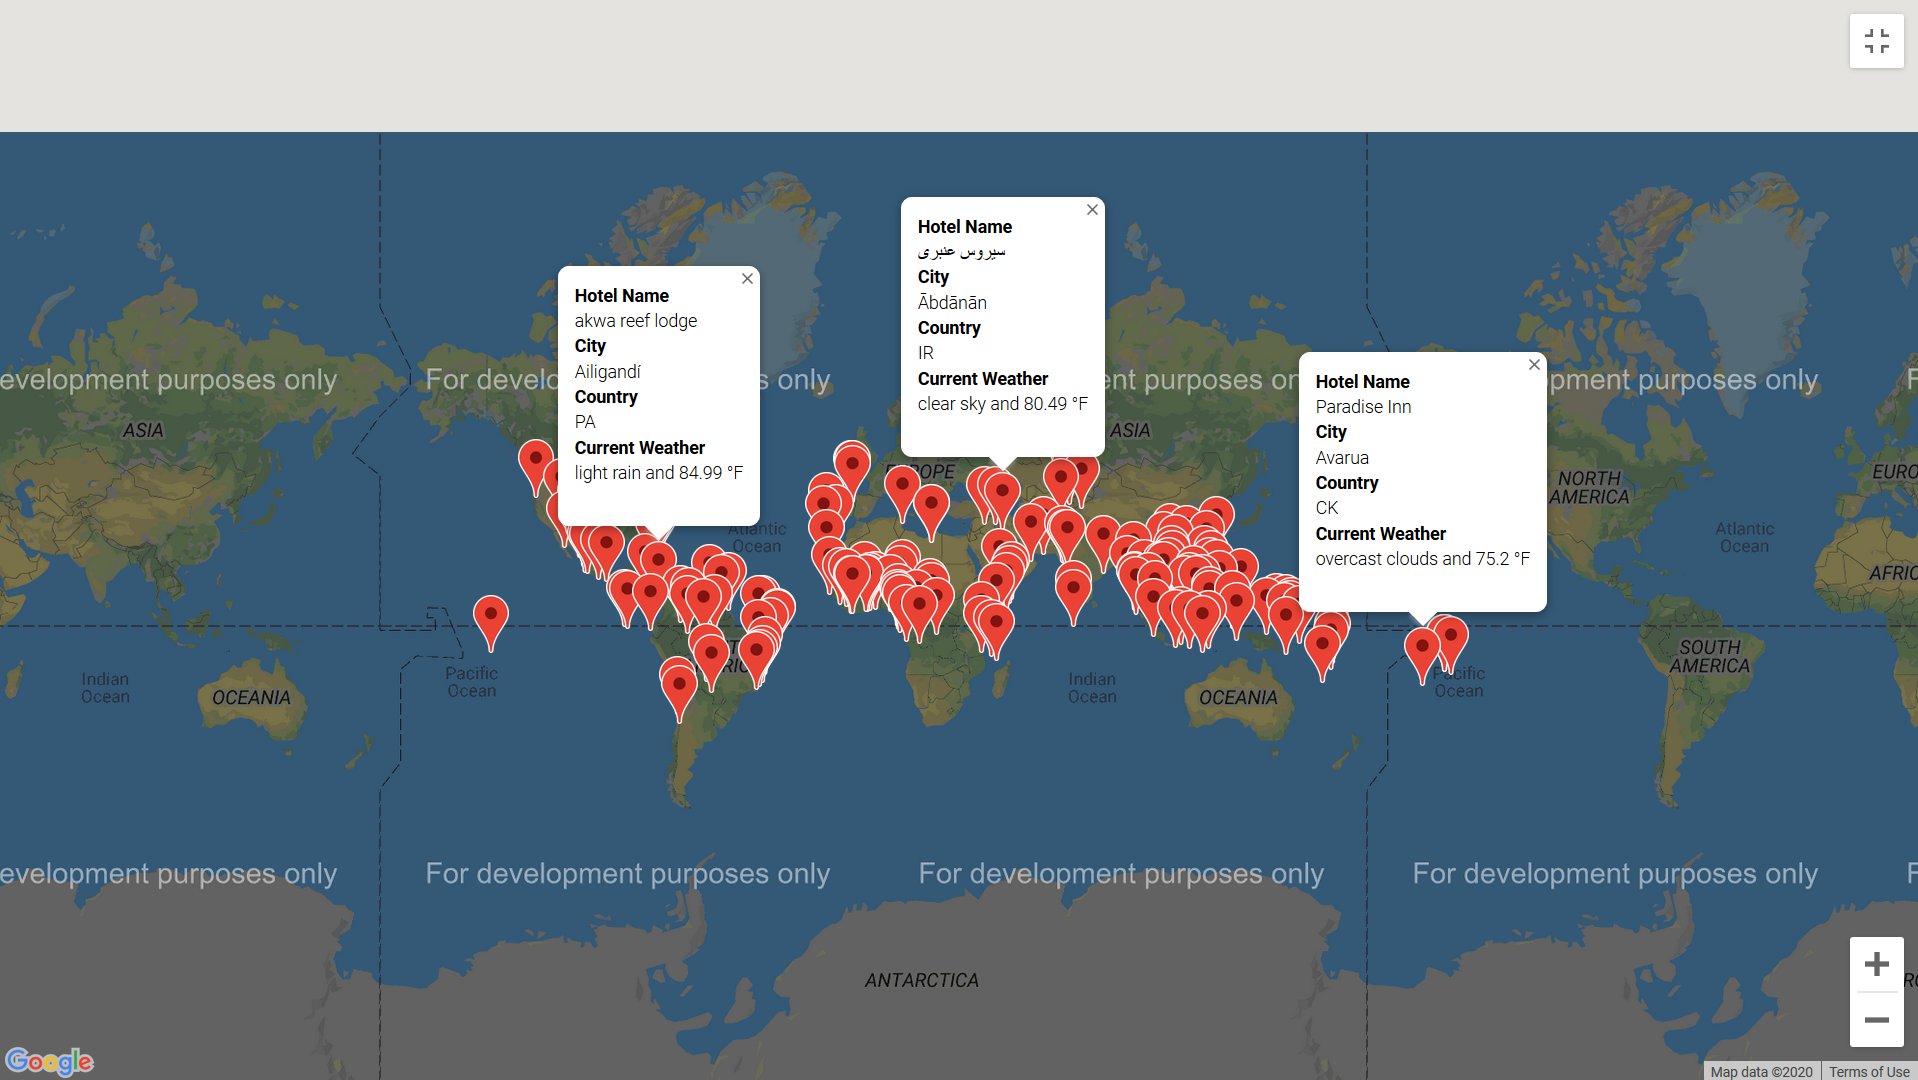 Hotel Name
سیروس عنبری
City
Ābdānān
Country
IR
Current Weather
clear sky and 80.49 °F
Hotel Name
akwa reef lodge
City
Ailigandí
Country
PA
Current Weather
light rain and 84.99 °F
Hotel Name
Paradise Inn
City
Avarua
Country
CK
Current Weather
overcast clouds and 75.2 °F
evelopment purposes only
For develo
s only
nt purposes on
pment purposes only
F
ASIA
ASIA
OPE
NORTH
AMERICA
EURO
Atlantic
Ocean
Atlantic
Ocean
AFRIC
SOUTH
AMERICA
Indian
Ocean
OCEANIA
Pacific
Ocean
Indian
Ocean
OCEANIA
Pacific
Ocean
evelopment purposes only
For development purposes only
For development purposes only
For development purposes only
F
ANTARCTICA
Google
Map data ©2020
Terms of Use